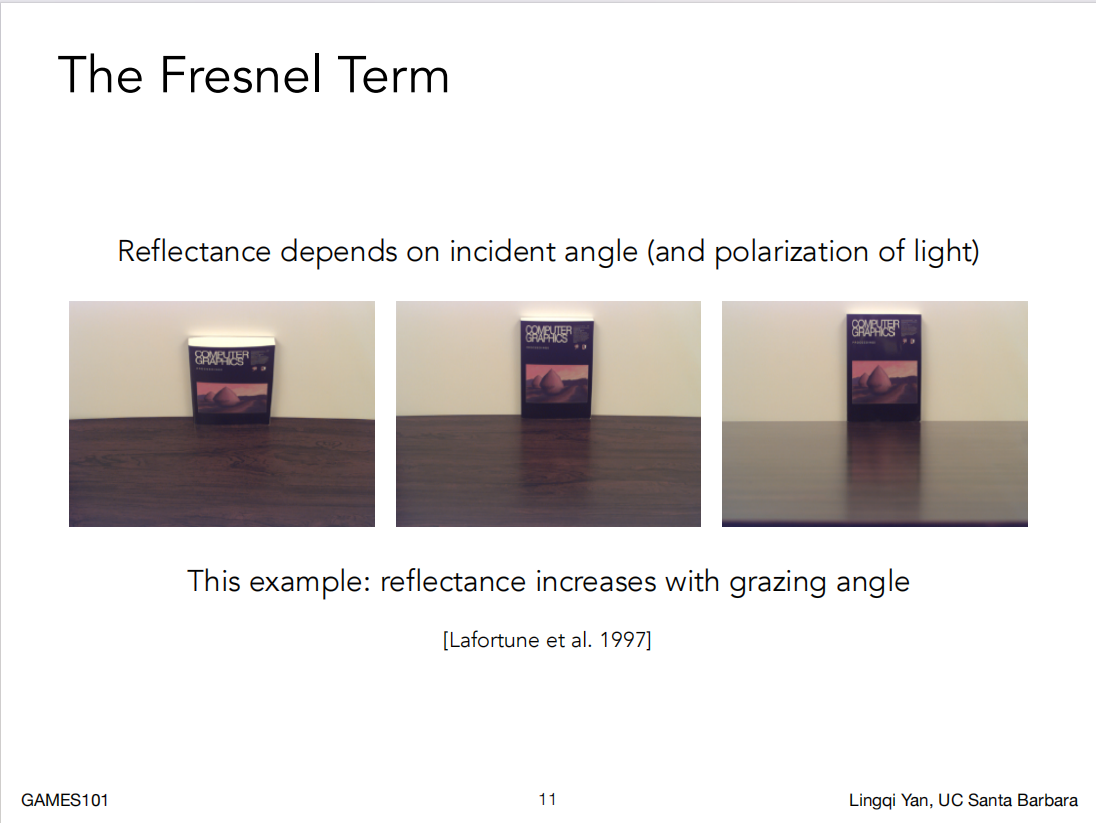 The Fresnel Term
Reflectance depends on incident angle (and polarization of light)
COMPUTER
GRAPHICS
COMPUTER
GRAPHICS
COMPUTER
GRAPHICS
This example: reflectance increases with grazing angle
[Lafortune et al. 1997]
GAMES101
11
Lingqi Yan, UC Santa Barbara